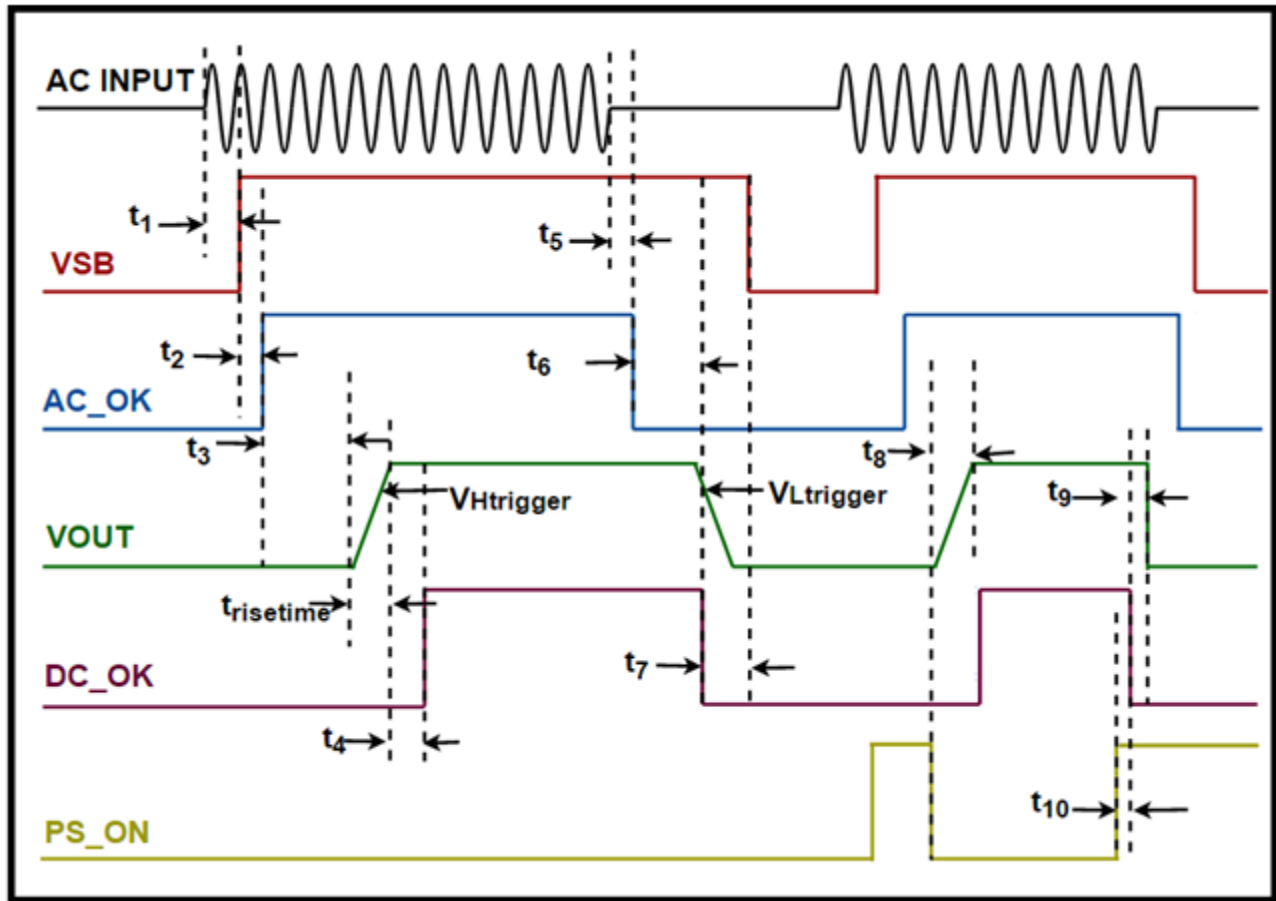 AC INPUT
t1
t5
VSB
t2
t6
AC_OK
t3
t8
VHtrigger
VLtrigger
t9
VOUT
trisetime
t7
DC_OK
t4
t10
PS_ON